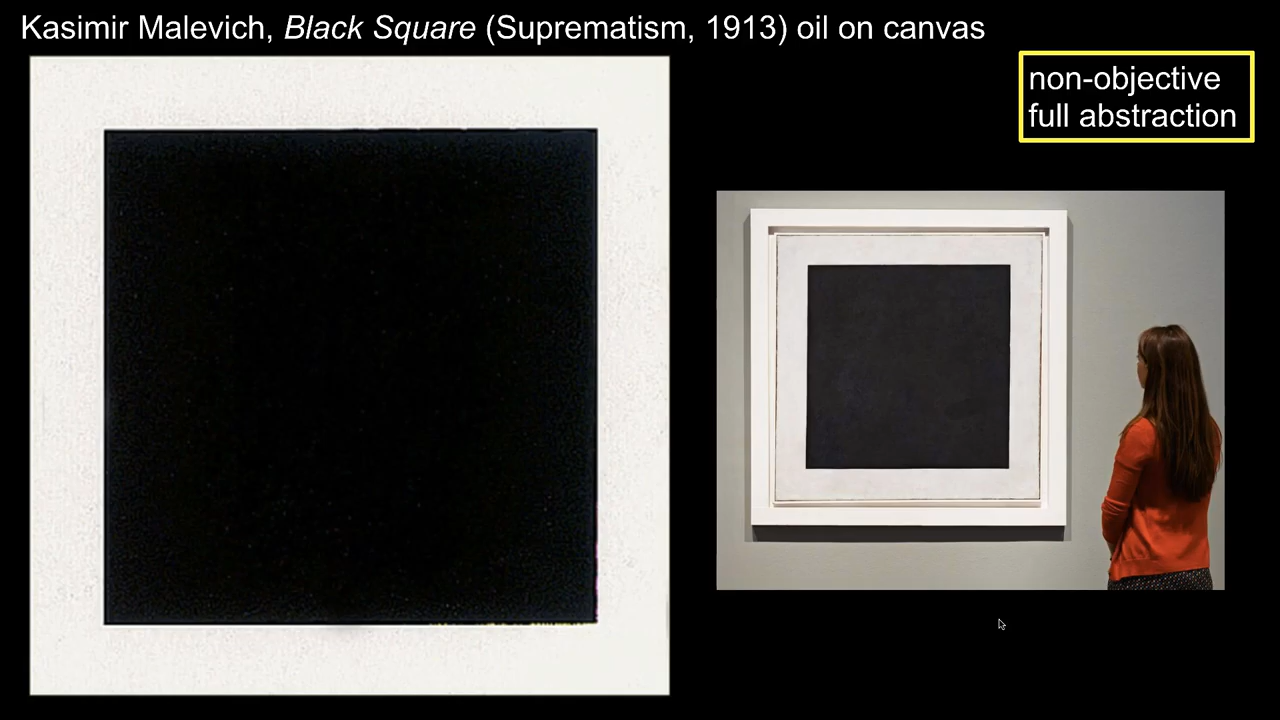 Kasimir Malevich, Black Square (Suprematism, 1913) oil on canvas
non-objective
full abstraction